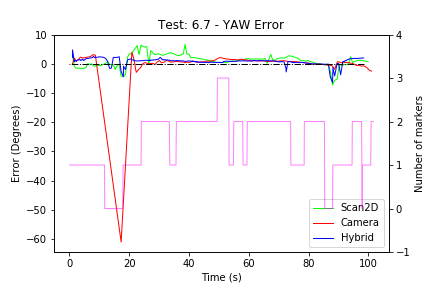 Test: 6.7 - YAW Error
Error (Degrees)
10
0
−10
−20
−30
−40
−50
−60
4
3
2
1
0
−1
Number of markers
Scan2D
Camera
Hybrid
0
20
40
60
80
100
Time (s)